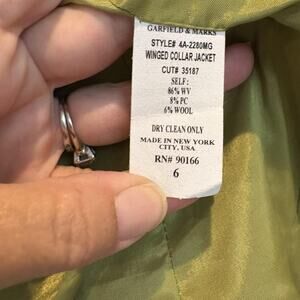 GARFIELD & MARKS
STYLE# 4A-2280MG
WINGED COLLAR JACKET
CUT# 35187
SELF:
86% WV
8% PC
6% WOOL
DRY CLEAN ONLY
MADE IN NEW YORK
CITY, USA
RN# 90166
6